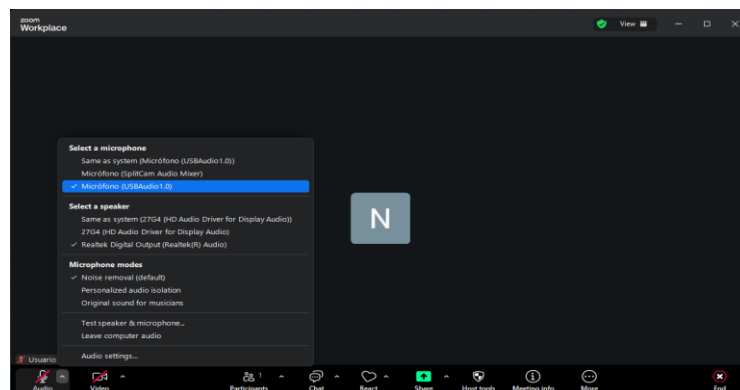 zoom
Workplace
View
Select a microphone
Same as system (Micrófono (USBAudio1.0))
Micrófono (SplitCam Audio Mixer)
✓ Micrófono (USBAudio1.0)
Select a speaker
Same as system (27G4 (HD Audio Driver for Display Audio))
27G4 (HD Audio Driver for Display Audio)
✓ Realtek Digital Output (Realtek(R) Audio)
Microphone modes
✓ Noise removal (default)
Personalized audio isolation
Original sound for musicians
Test speaker & microphone...
Leave computer audio
Audio settings...
N
Usuario
1
Audio Video Participants Chat React Share Host tools Meeting info More End